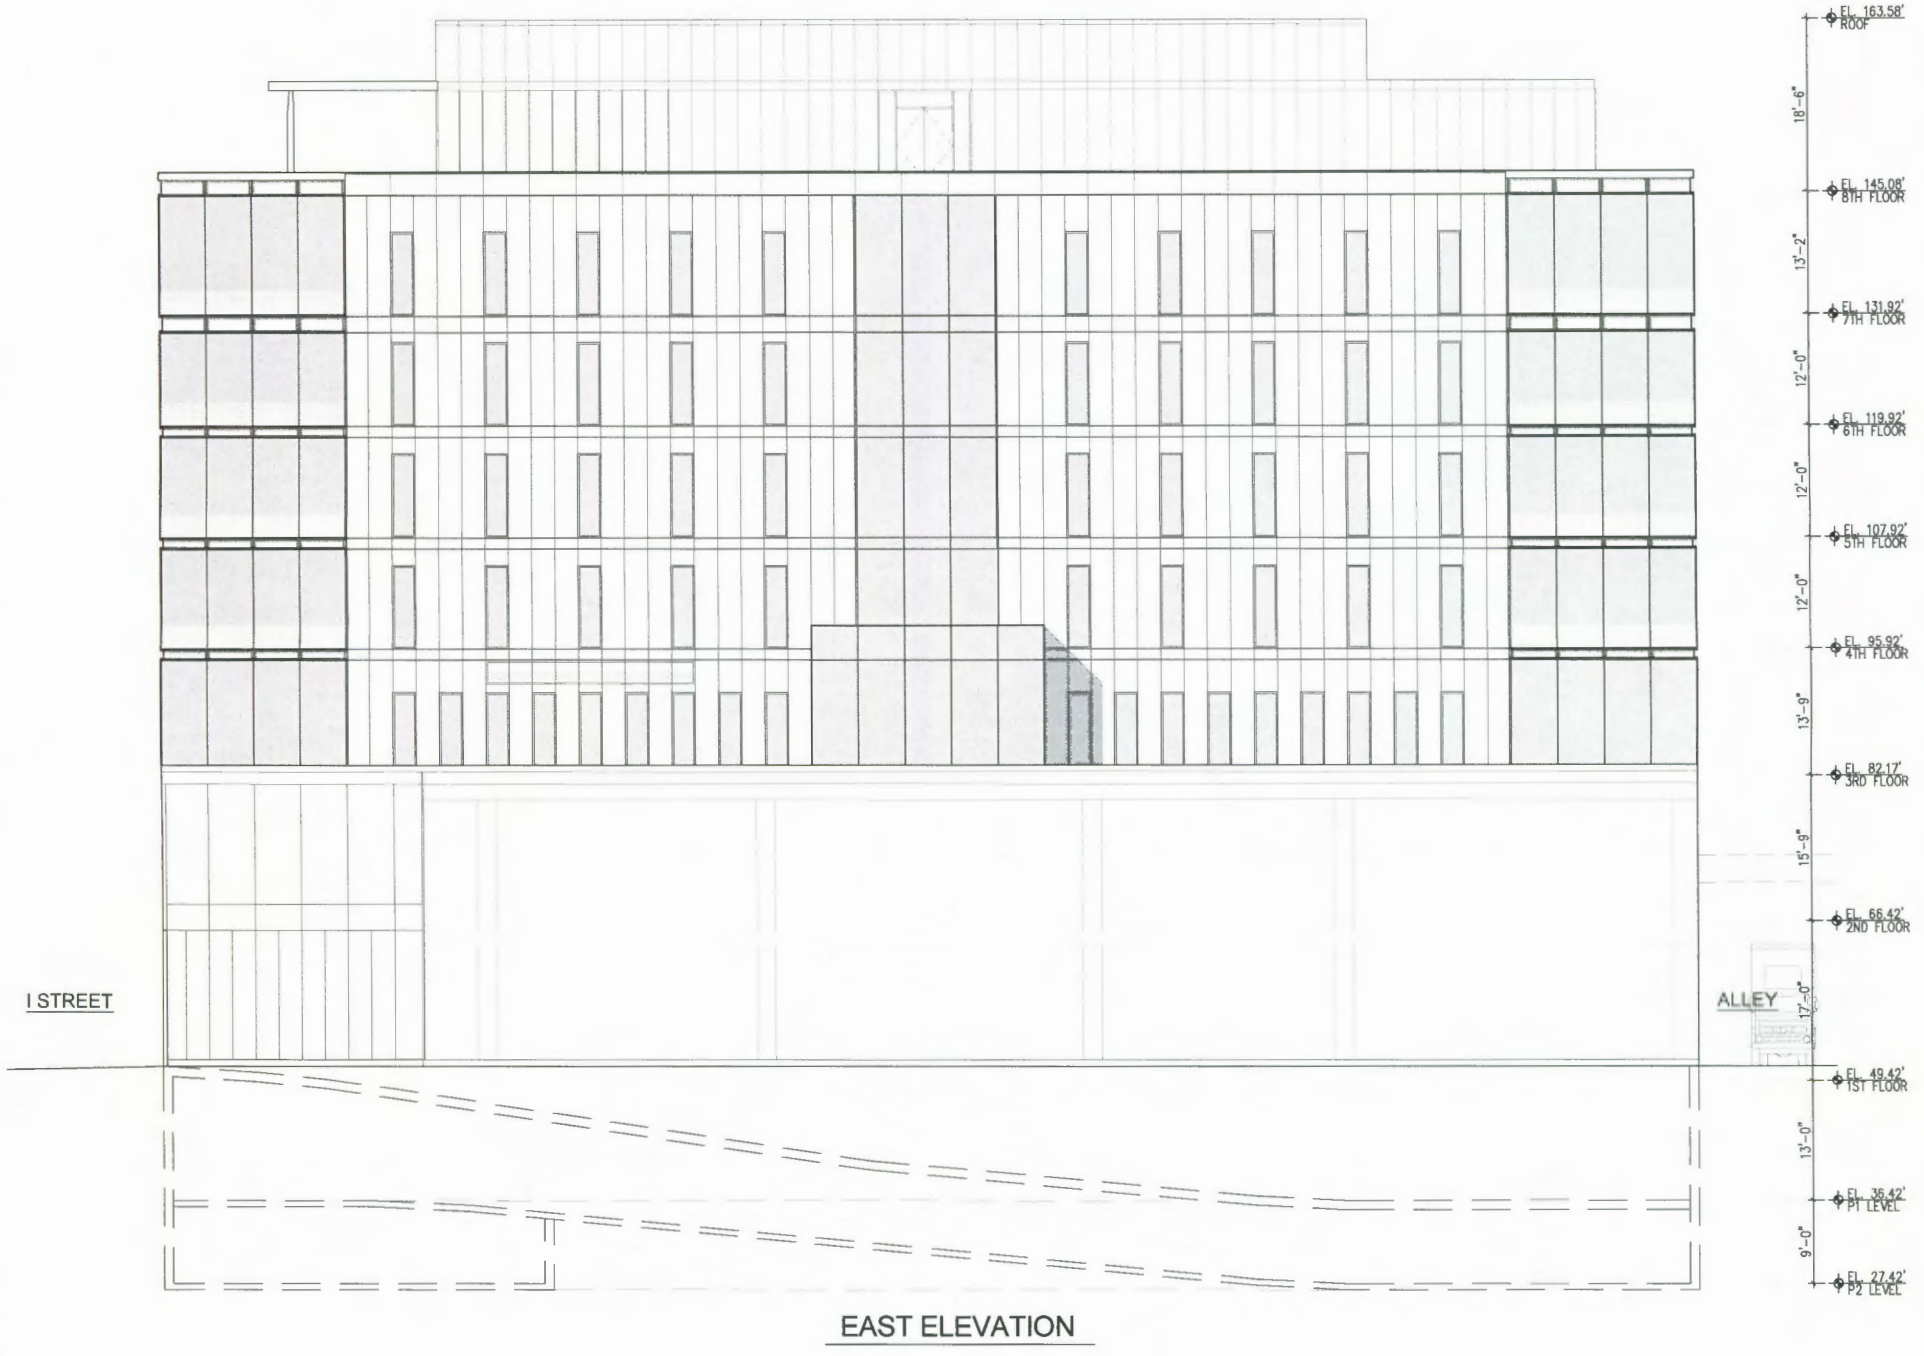 EL. 163.58'
ROOF
18'-6"
EL. 145.08'
8TH FLOOR
13'-2"
EL. 131.92'
7TH FLOOR
12'-0"
EL. 119.92'
6TH FLOOR
12'-0"
EL. 107.92'
5TH FLOOR
12'-0"
EL. 95.92'
4TH FLOOR
13'-9"
EL. 82.17'
3RD FLOOR
15'-9"
EL. 66.42'
2ND FLOOR
I STREET
ALLEY
17'-0"
EL. 49.42'
1ST FLOOR
13'-0"
EL. 36.42'
P1 LEVEL
9'-0"
EL. 27.42'
P2 LEVEL
EAST ELEVATION